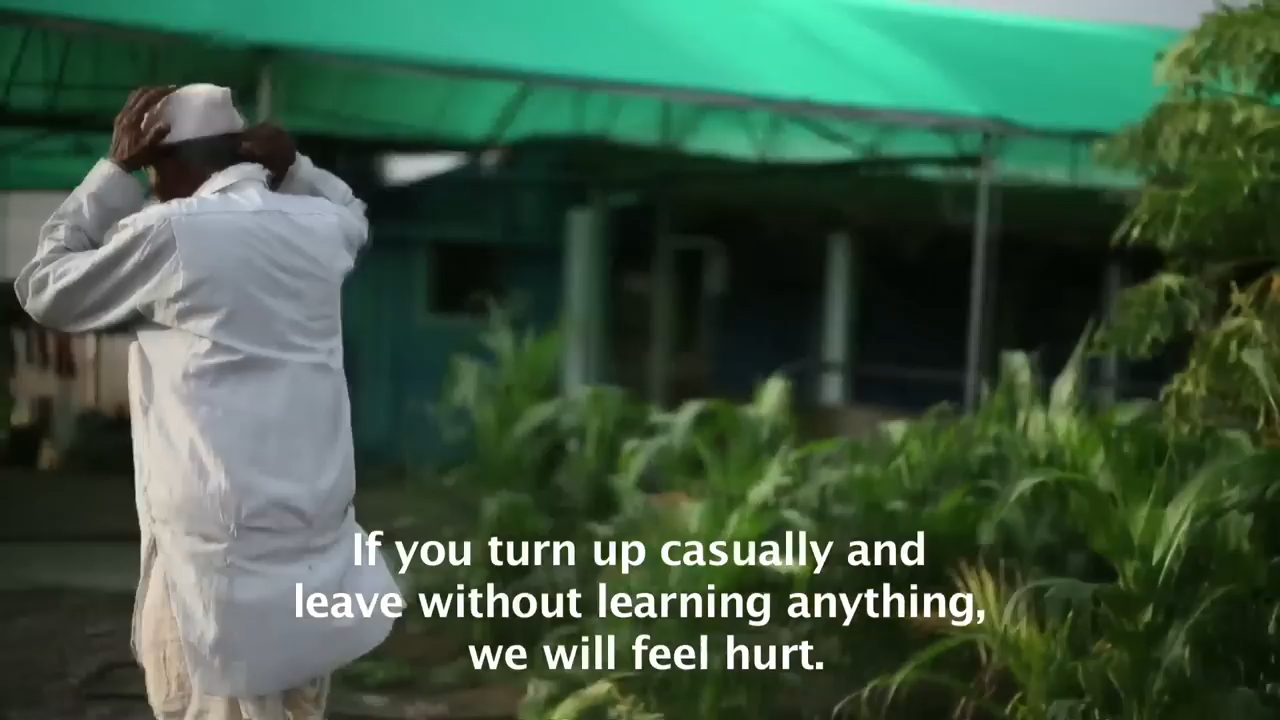 If you turn up casually and
leave without learning anything,
we will feel hurt.